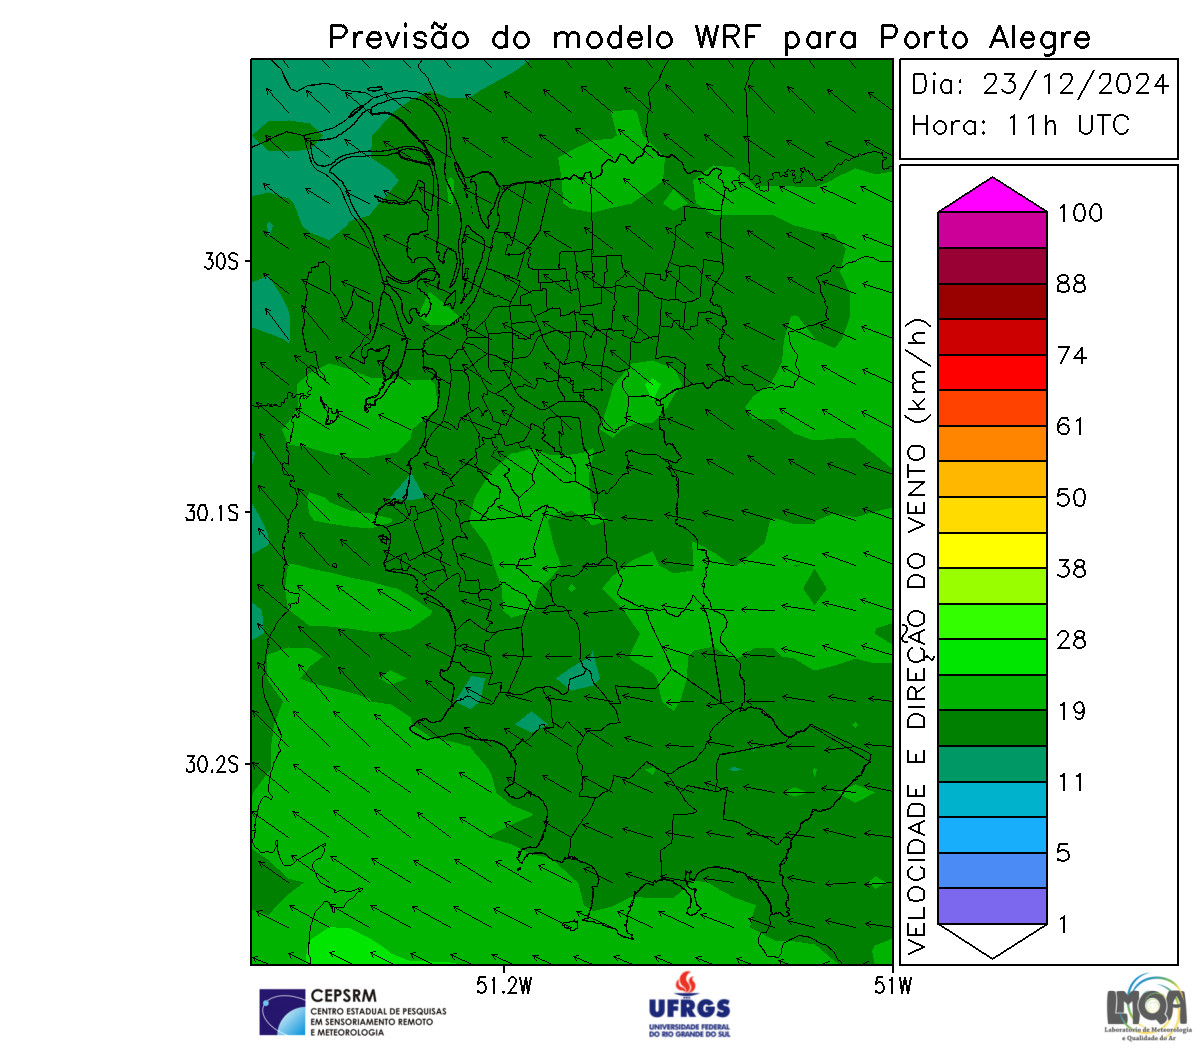 Previsão do modelo WRF para Porto Alegre
Dia: 23/12/2024
Hora: 11h UTC
30S
30.1S
30.2S
51.2W
51W
VELOCIDADE E DIREÇÃO DO VENTO (km/h)
100
88
74
61
50
38
28
19
11
5
1
CEPSRM
CENTRO ESTADUAL DE PESQUISAS
EM SENSORIAMENTO REMOTO
E METEOROLOGIA
UFRGS
UNIVERSIDADE FEDERAL
DO RIO GRANDE DO SUL
LMQA
Laboratório de Meteorologia
e Qualidade do Ar